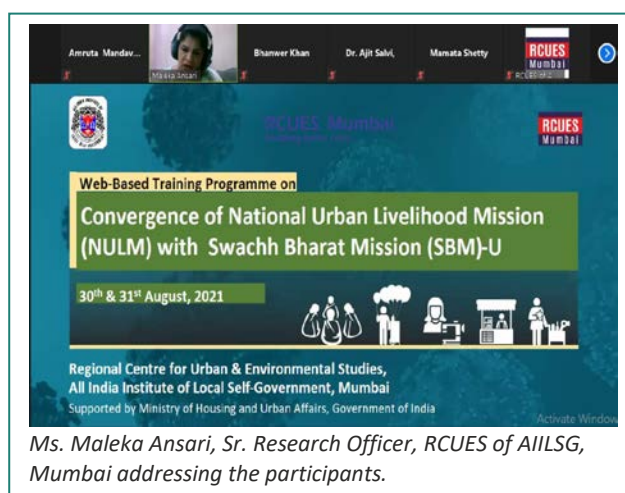 Amruta Mandav...
Bhanwer Khan
Dr. Ajit Salvi,
Mamata Shetty
RCUES
Mumbai
Maleka Ansari
RCUES Mumbai
RCUES
Mumbai
Web-Based Training Programme on
Convergence of National Urban Livelihood Mission
(NULM) with Swachh Bharat Mission (SBM)-U
30th & 31st August, 2021
Regional Centre for Urban & Environmental Studies,
All India Institute of Local Self-Government, Mumbai
Supported by Ministry of Housing and Urban Affairs, Government of India
Activate Window
Ms. Maleka Ansari, Sr. Research Officer, RCUES of AIILSG,
Mumbai addressing the participants.